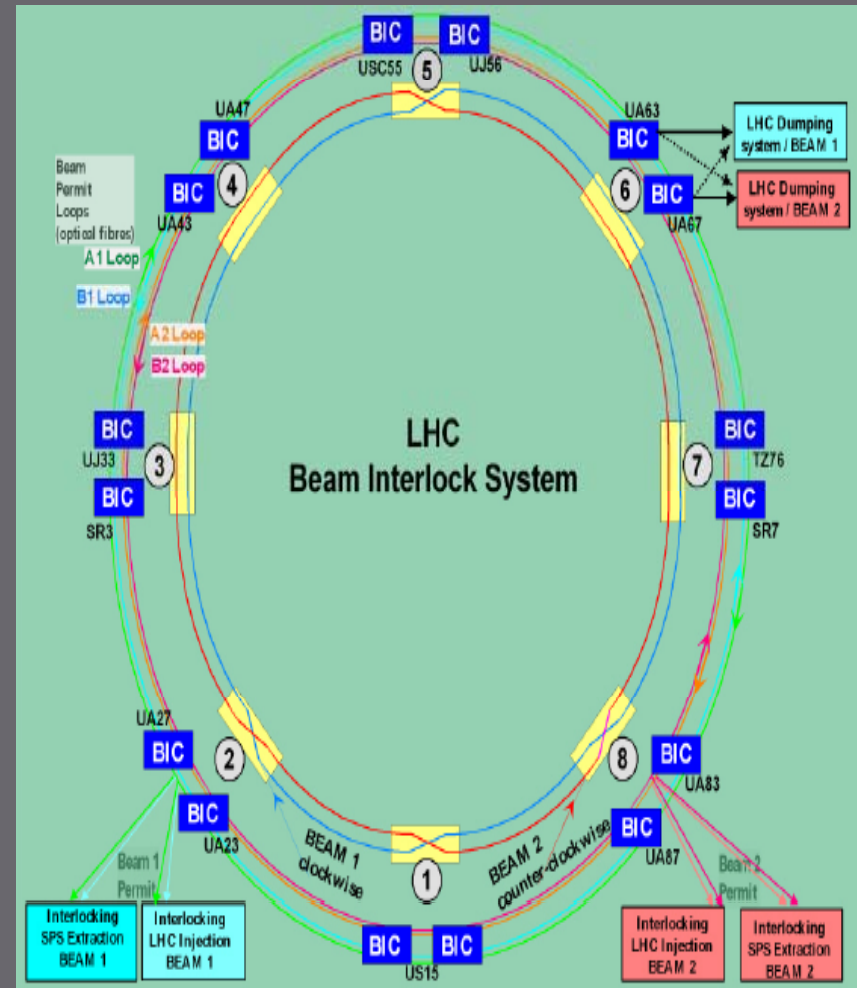 BIC
BIC
USC55
5
UJ56
UA47
BIC
4
BIC
UA43
UA63
BIC
6
BIC
UA67
LHC Dumping
system / BEAM 1
LHC Dumping
system / BEAM 2
Beam
Permit
Loops
(optical fibres)
A1 Loop
B1 Loop
A2 Loop
B2 Loop
BIC
UJ33
3
BIC
SR3
LHC
Beam Interlock System
7
BIC
TZ76
BIC
SR7
UA27
BIC
2
BIC
UA23
8
BIC
UA83
BIC
UA87
BEAM 1
clockwise
1
BEAM 2
counter-clockwise
Beam 1
Permit
Beam 2
Permit
Interlocking
SPS Extraction
BEAM 1
Interlocking
LHC Injection
BEAM 1
BIC
BIC
US15
Interlocking
LHC Injection
BEAM 2
Interlocking
SPS Extraction
BEAM 2